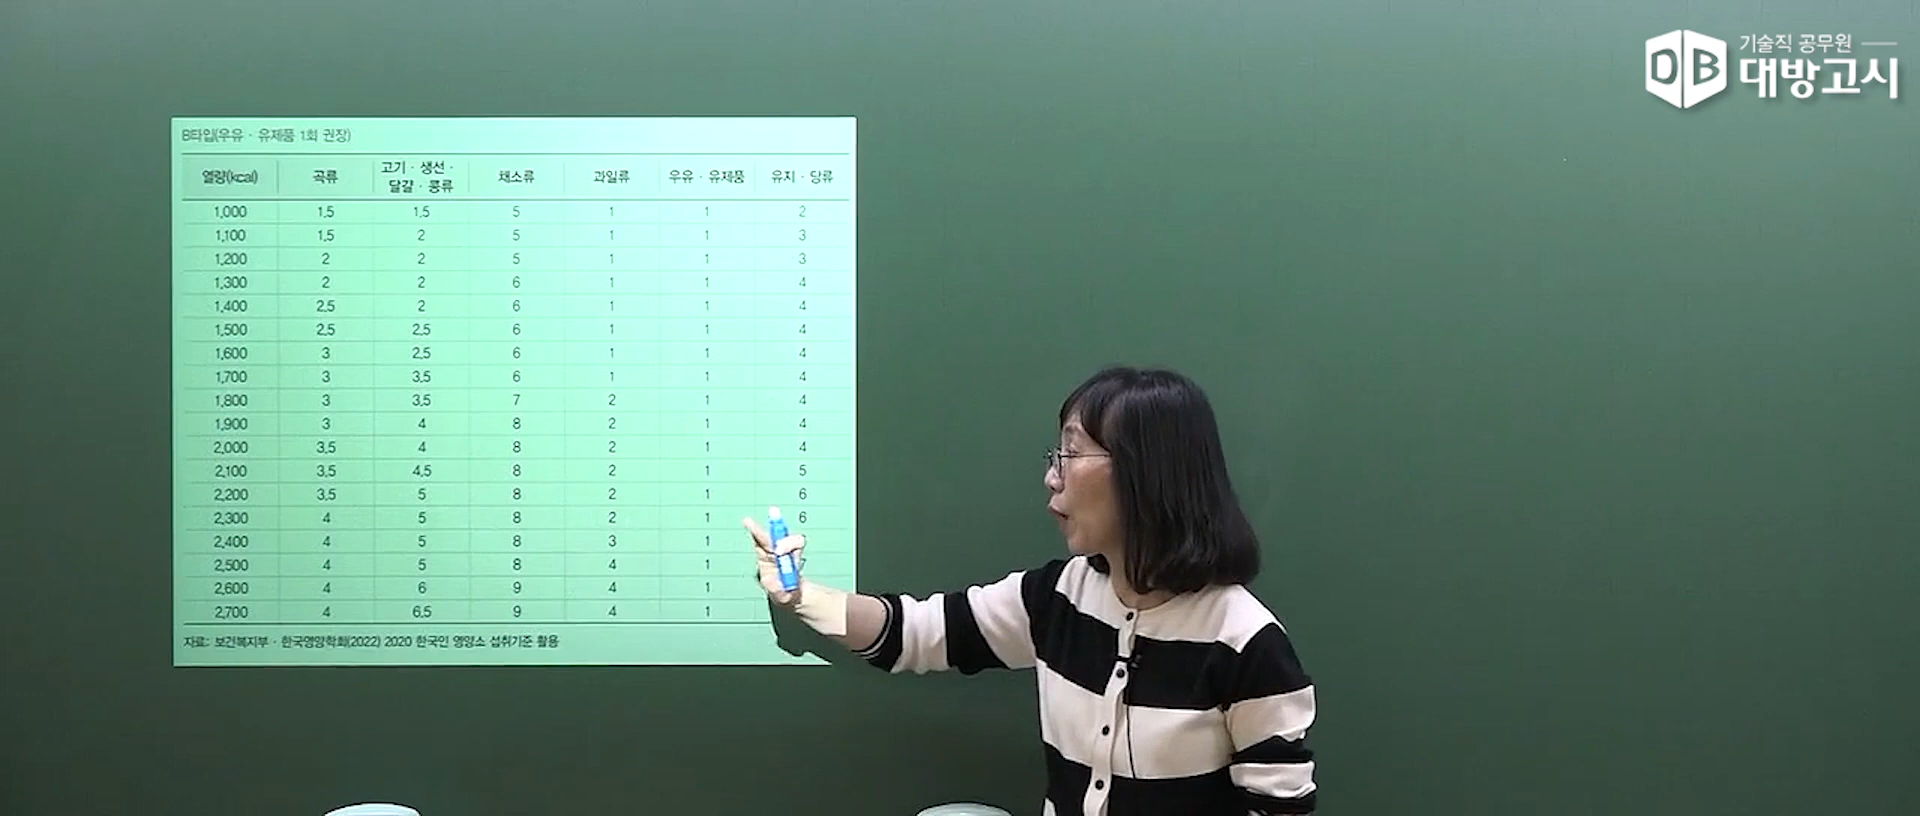 기술직 공무원
DB 대방고시
B타입(우유 · 유제품 1회 권장)
열량(kcal) 곡류 고기 · 생선 · 달걀 · 콩류 채소류 과일류 우유 · 유제품 유지 · 당류
1,000 1.5 1.5 5 1 1 2
1,100 1.5 2 5 1 1 3
1,200 2 2 5 1 1 3
1,300 2 2 6 1 1 4
1,400 2.5 2 6 1 1 4
1,500 2.5 2.5 6 1 1 4
1,600 3 2.5 6 1 1 4
1,700 3 3.5 6 1 1 4
1,800 3 3.5 7 2 1 4
1,900 3 4 8 2 1 4
2,000 3.5 4 8 2 1 4
2,100 3.5 4.5 8 2 1 5
2,200 3.5 5 8 2 1 6
2,300 4 5 8 2 1 6
2,400 4 5 8 3 1
2,500 4 5 8 4 1
2,600 4 6 9 4 1
2,700 4 6.5 9 4 1
자료: 보건복지부 · 한국영양학회(2022) 2020 한국인 영양소 섭취기준 활용